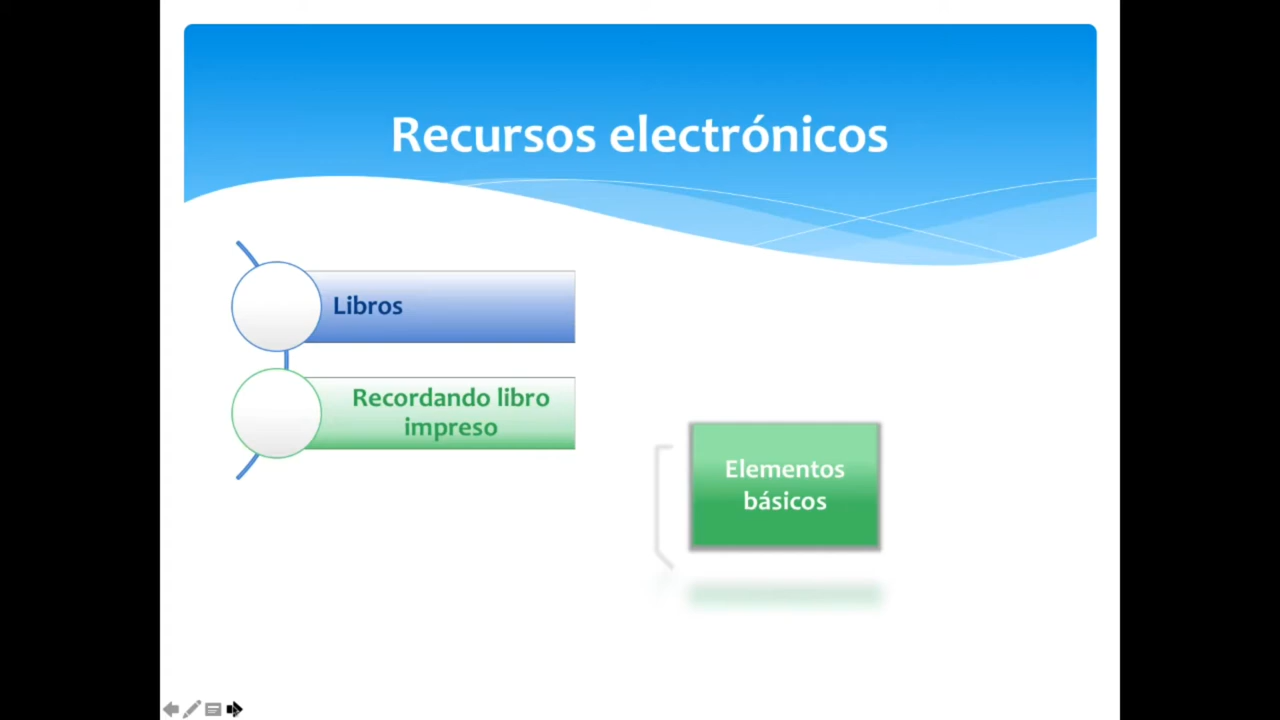 Recursos electrónicos
Libros
Recordando libro
impreso
Elementos
básicos